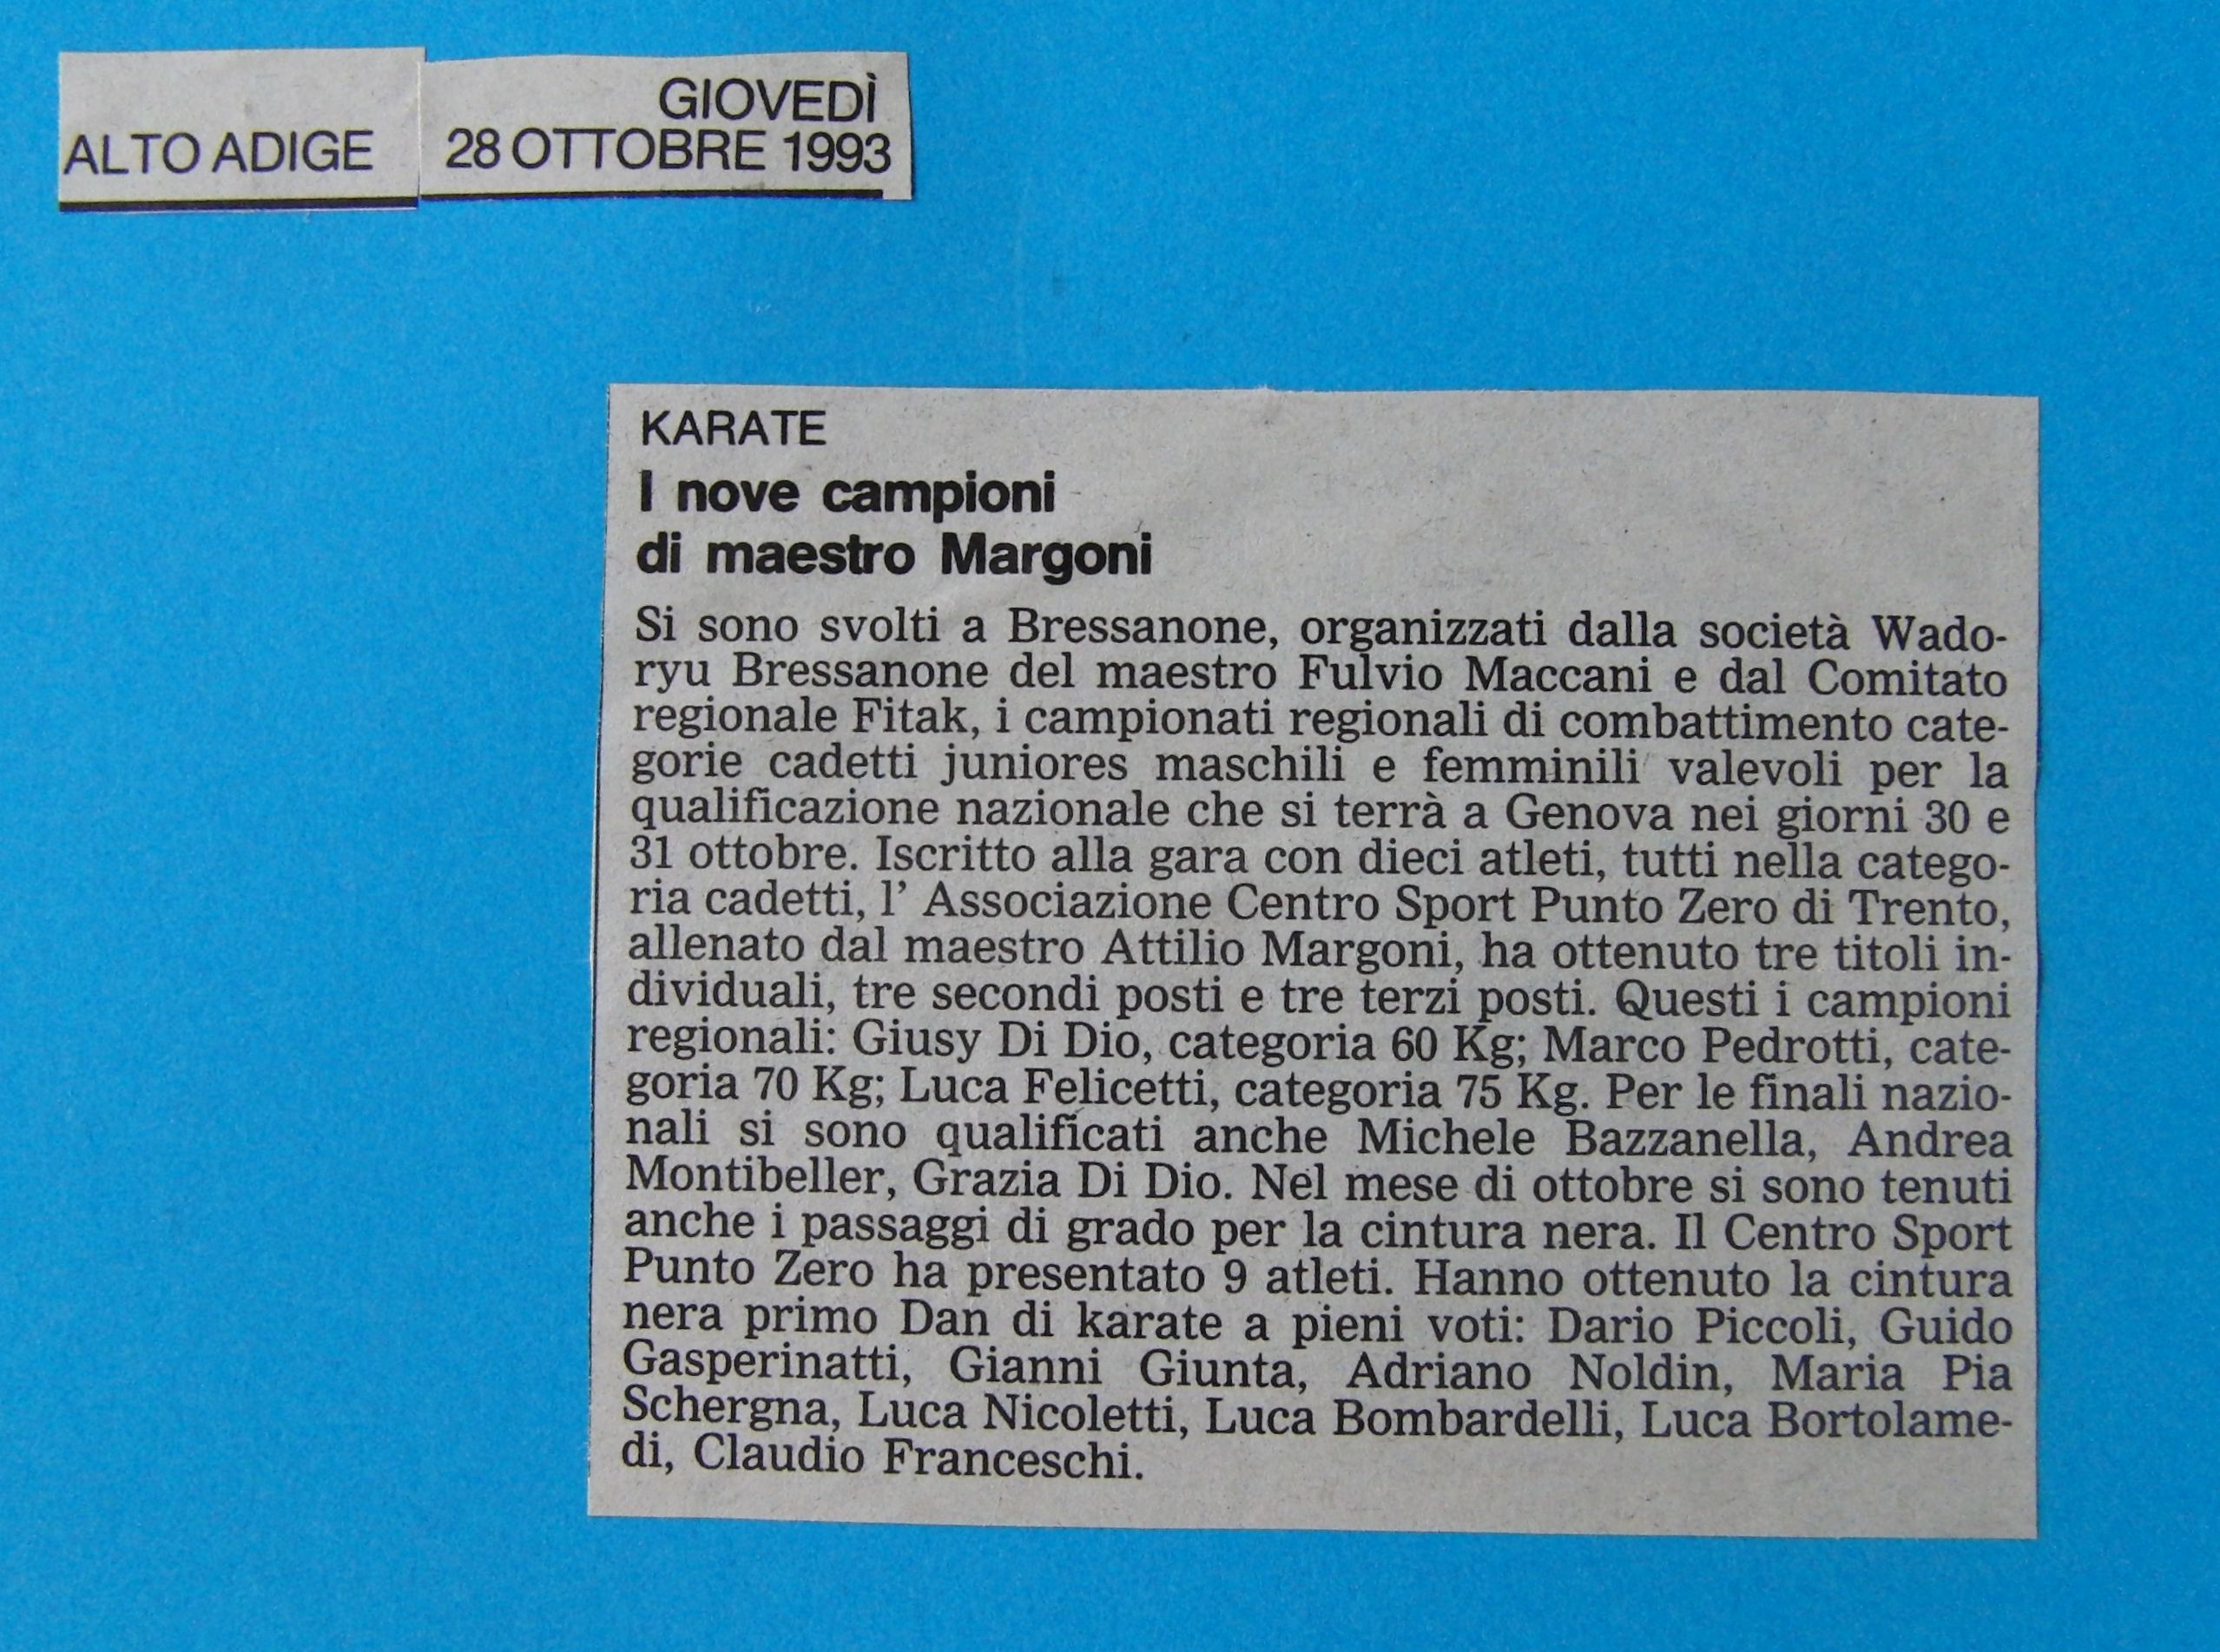 ALTO ADIGE
GIOVEDÌ
28 OTTOBRE 1993
KARATE
I nove campioni
di maestro Margoni
Si sono svolti a Bressanone, organizzati dalla società Wado-
ryu Bressanone del maestro Fulvio Maccani e dal Comitato
regionale Fitak, i campionati regionali di combattimento cate-
gorie cadetti juniores maschili e femminili valevoli per la
qualificazione nazionale che si terrà a Genova nei giorni 30 e
31 ottobre. Iscritto alla gara con dieci atleti, tutti nella catego-
ria cadetti, l' Associazione Centro Sport Punto Zero di Trento,
allenato dal maestro Attilio Margoni, ha ottenuto tre titoli in-
dividuali, tre secondi posti e tre terzi posti. Questi i campioni
regionali: Giusy Di Dio, categoria 60 Kg; Marco Pedrotti, cate-
goria 70 Kg; Luca Felicetti, categoria 75 Kg. Per le finali nazio-
nali si sono qualificati anche Michele Bazzanella, Andrea
Montibeller, Grazia Di Dio. Nel mese di ottobre si sono tenuti
anche i passaggi di grado per la cintura nera. Il Centro Sport
Punto Zero ha presentato 9 atleti. Hanno ottenuto la cintura
nera primo Dan di karate a pieni voti: Dario Piccoli, Guido
Gasperinatti, Gianni Giunta, Adriano Noldin, Maria Pia
Schergna, Luca Nicoletti, Luca Bombardelli, Luca Bortolame-
di, Claudio Franceschi.